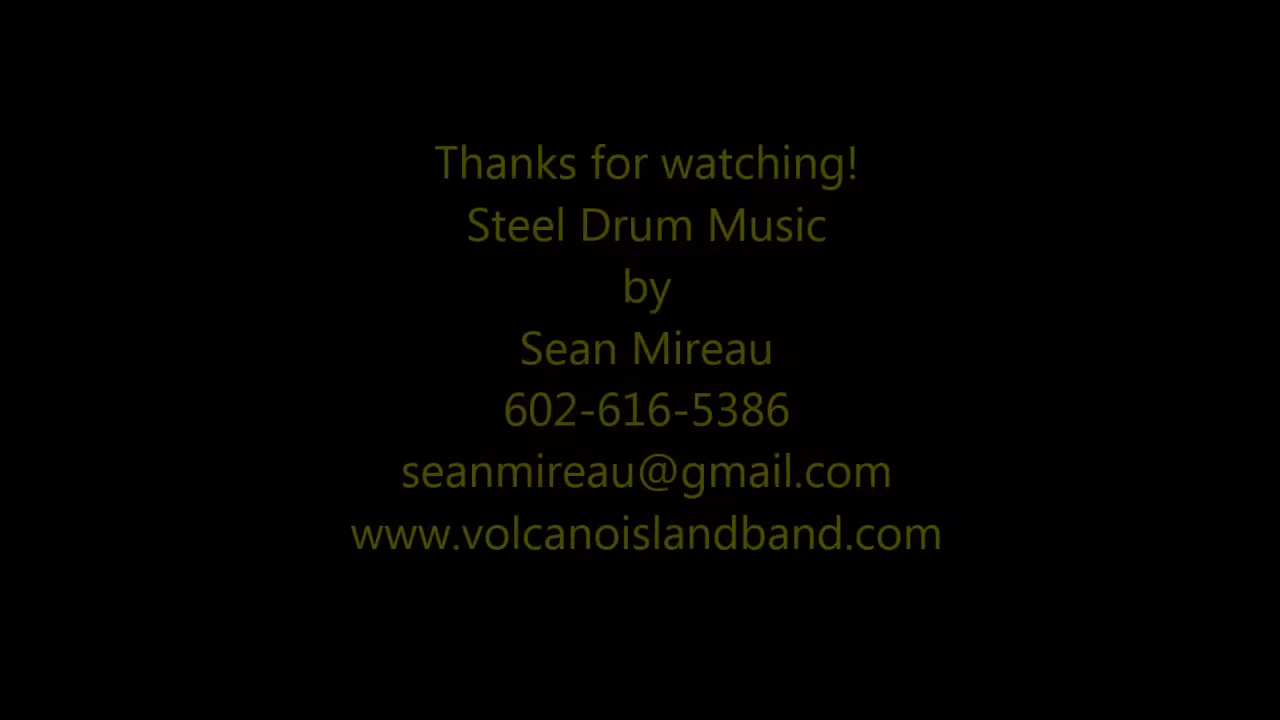 Thanks for watching!
Steel Drum Music
by
Sean Mireau
602-616-5386
seanmireau@gmail.com
www.volcanoislandband.com